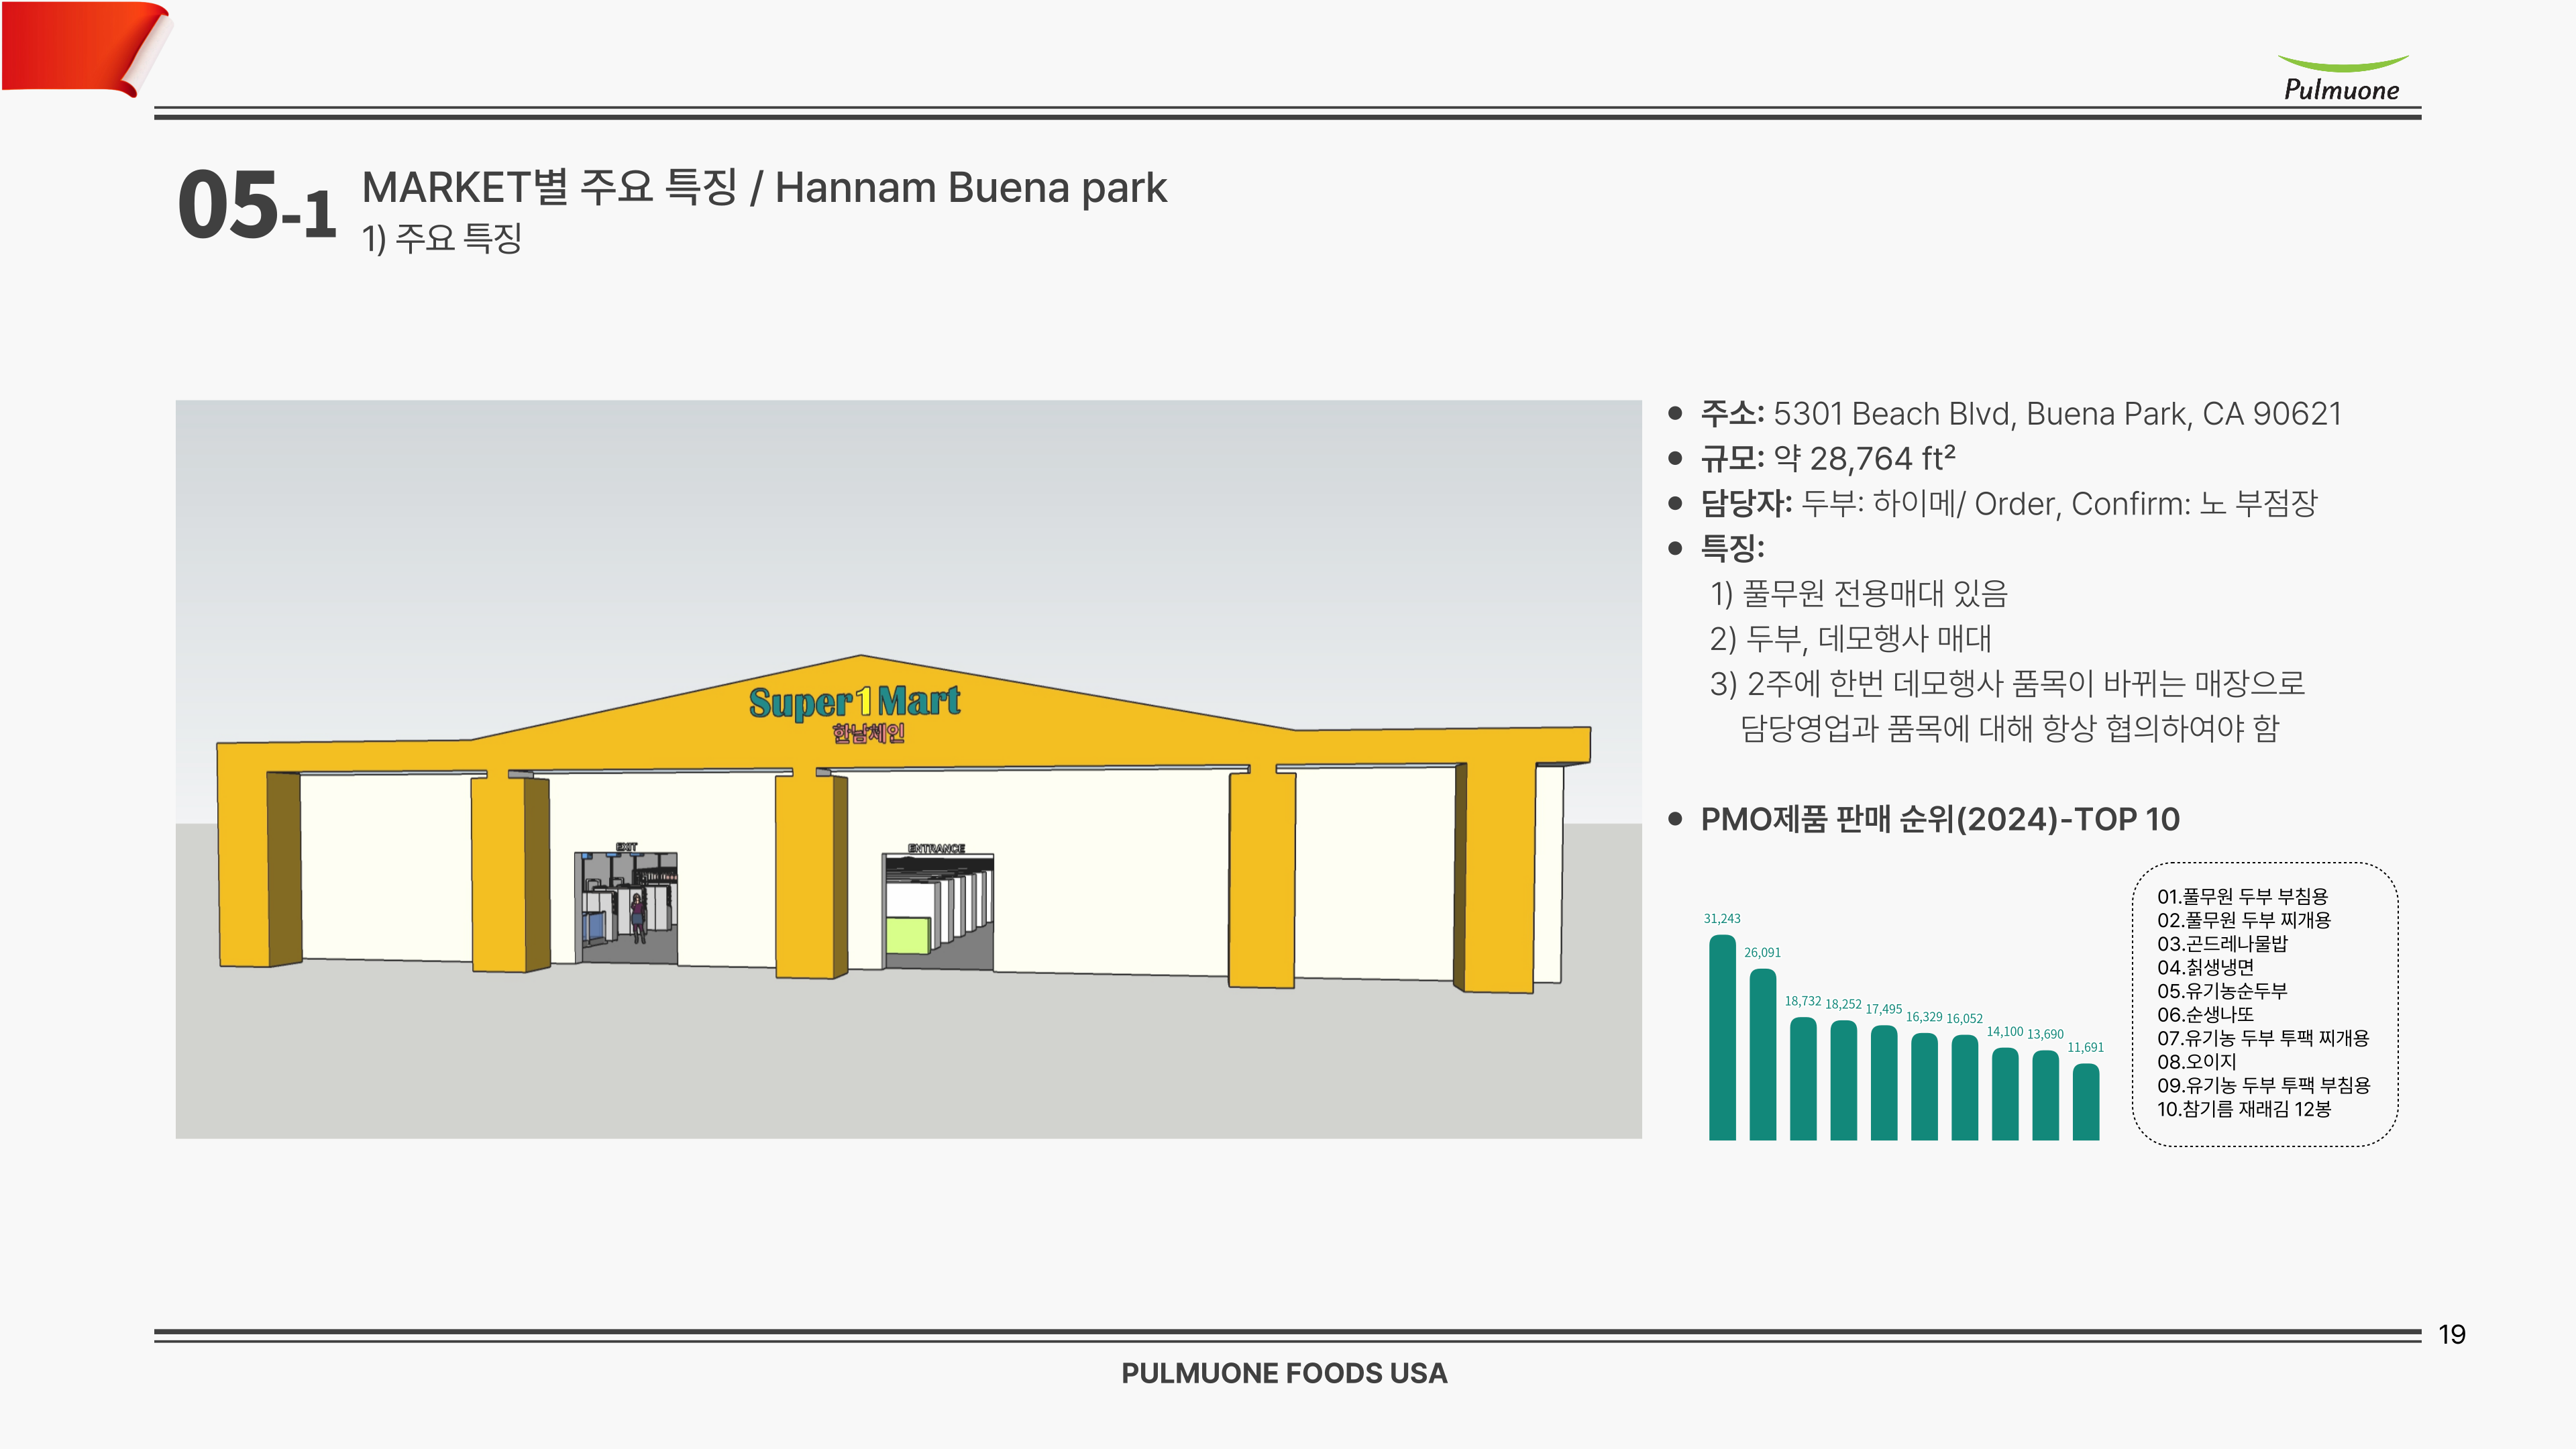 Pulmuone
05-1
MARKET별 주요 특징 / Hannam Buena park
1) 주요 특징
Super1Mart
한남체인
EXIT
ENTRANCE
● 주소: 5301 Beach Blvd, Buena Park, CA 90621
● 규모: 약 28,764 ft²
● 담당자: 두부: 하이메/ Order, Confirm: 노 부점장
● 특징:
1) 풀무원 전용매대 있음
2) 두부, 데모행사 매대
3) 2주에 한번 데모행사 품목이 바뀌는 매장으로
담당영업과 품목에 대해 항상 협의하여야 함
● PMO제품 판매 순위(2024)-TOP 10
31,243
26,091
18,732
18,252
17,495
16,329
16,052
14,100
13,690
11,691
01.풀무원 두부 부침용
02.풀무원 두부 찌개용
03.곤드레나물밥
04.칡생냉면
05.유기농순두부
06.순생나또
07.유기농 두부 투팩 찌개용
08.오이지
09.유기농 두부 투팩 부침용
10.참기름 재래김 12봉
19
PULMUONE FOODS USA